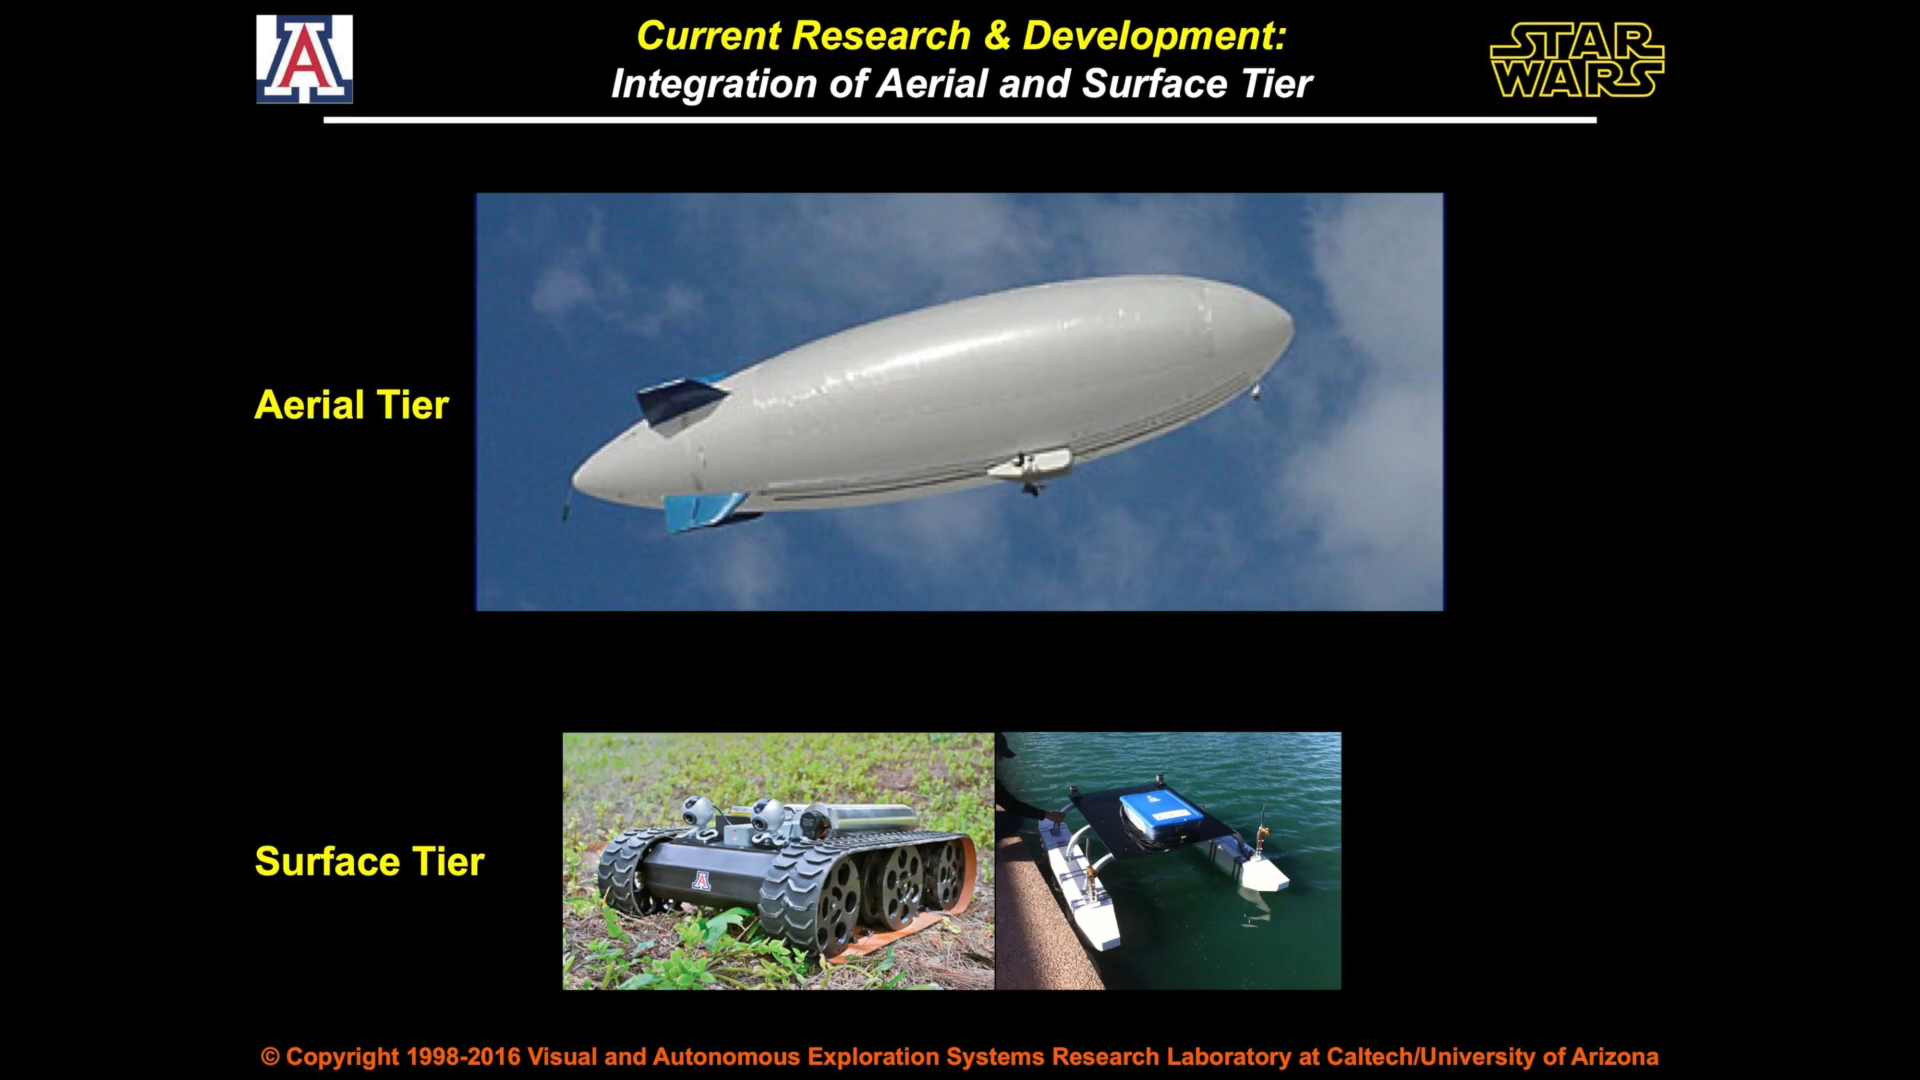 Current Research & Development:
Integration of Aerial and Surface Tier
STAR
WARS
A
Aerial Tier
Surface Tier
A
© Copyright 1998-2016 Visual and Autonomous Exploration Systems Research Laboratory at Caltech/University of Arizona